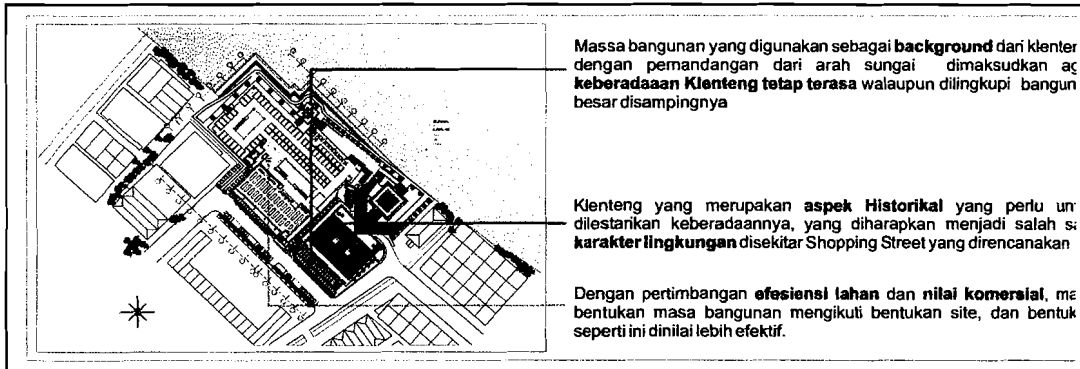 Massa bangunan yang digunakan sebagai background dari klenten
dengan pemandangan dari arah sungai dimaksudkan ag
keberadaaan Klenteng tetap terasa walaupun dilingkupi bangun
besar disampingnya
Klenteng yang merupakan aspek Historikal yang perlu un
dilestarikan keberadaannya, yang diharapkan menjadi salah sa
karakter lingkungan disekitar Shopping Street yang direncanakan
Dengan pertimbangan efesiensi lahan dan nilai komersial, ma
bentukan masa bangunan mengikuti bentukan site, dan bentuk
seperti ini dinilai lebih efektif.